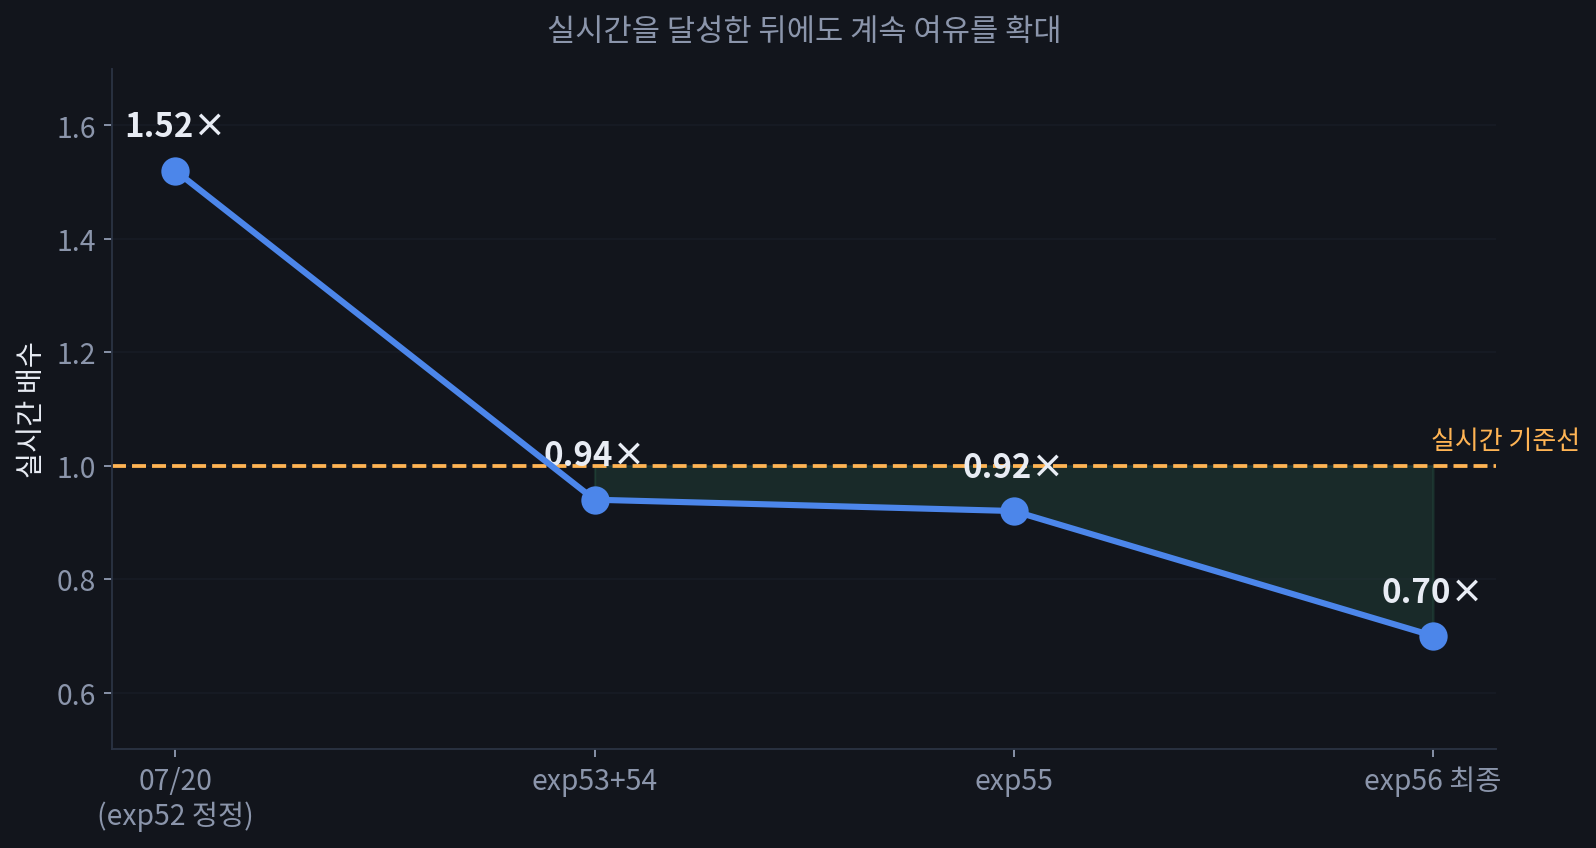 실시간을 달성한 뒤에도 계속 여유를 확대
실시간 배수
1.6
1.4
1.2
1.0
0.8
0.6
1.52×
0.94×
0.92×
0.70×
실시간 기준선
07/20
(exp52 정정)
exp53+54
exp55
exp56 최종